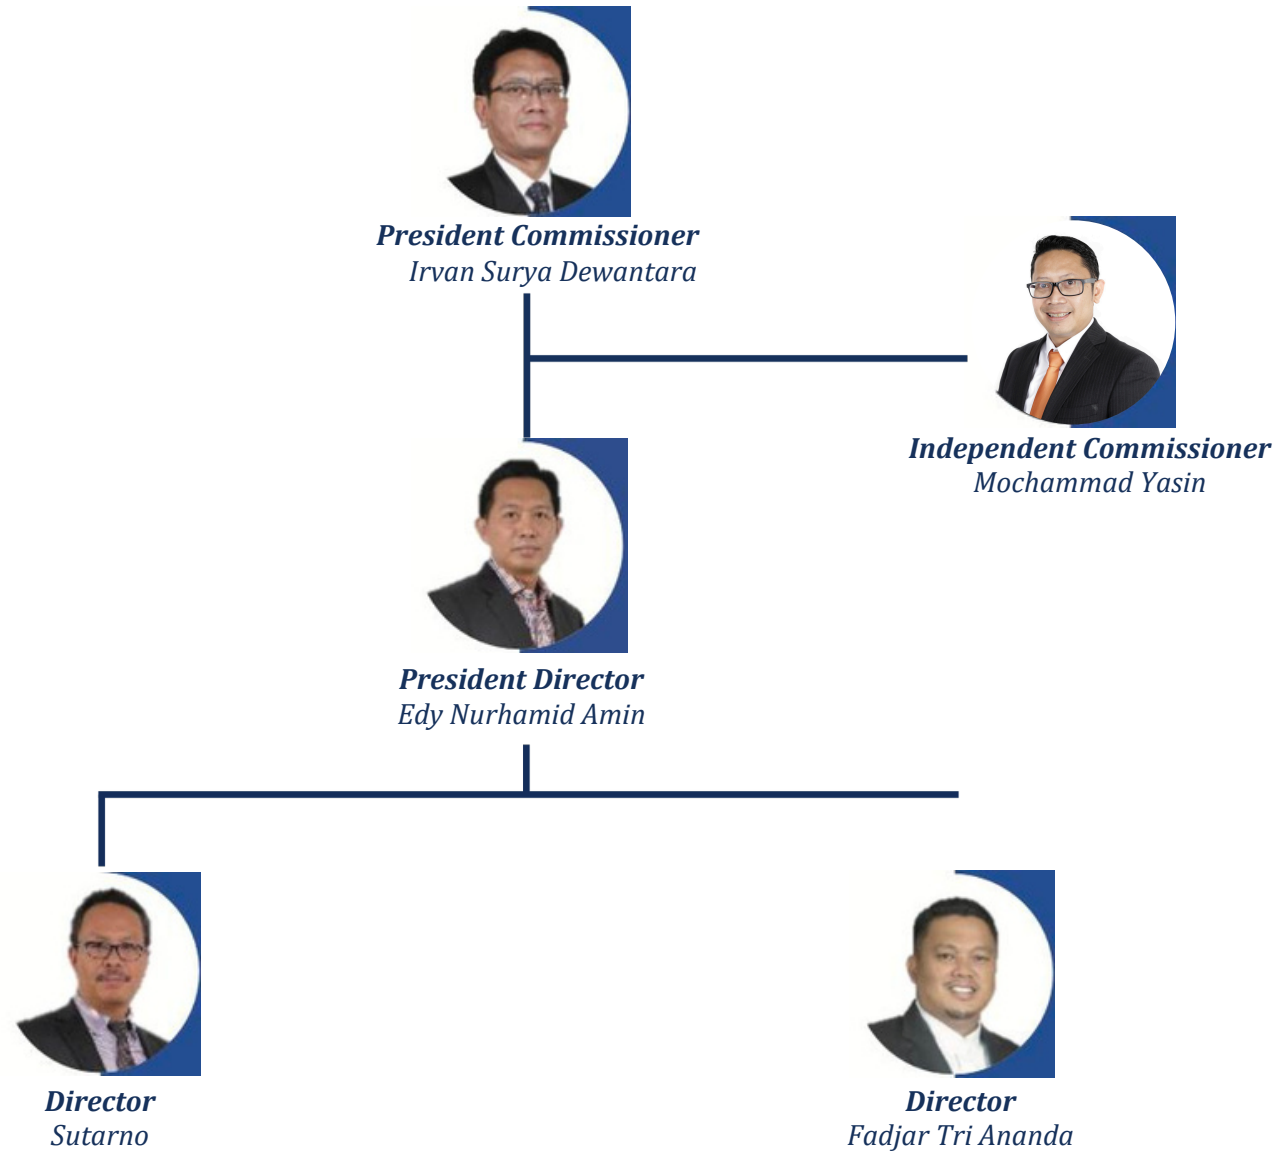 President Commissioner
Irvan Surya Dewantara
Independent Commissioner
Mochammad Yasin
President Director
Edy Nurhamid Amin
Director
Sutarno
Director
Fadjar Tri Ananda